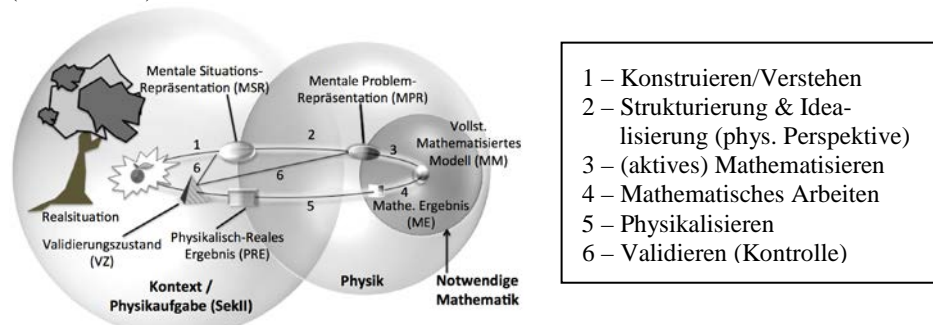 Mentale Situations-
Repräsentation (MSR)
Mentale Problem-
Repräsentation (MPR)
Vollst.
Mathematisiertes
Modell (MM)
1
2
3
6
6
4
5
Realsituation
Mathe. Ergebnis
(ME)
Validierungszustand
(VZ)
Physikalisch-Reales
Ergebnis (PRE)
Kontext /
Physikaufgabe (SekII)
Physik
Notwendige
Mathematik
1 – Konstruieren/Verstehen
2 – Strukturierung & Idea-
lisierung (phys. Perspektive)
3 – (aktives) Mathematisieren
4 – Mathematisches Arbeiten
5 – Physikalisieren
6 – Validieren (Kontrolle)